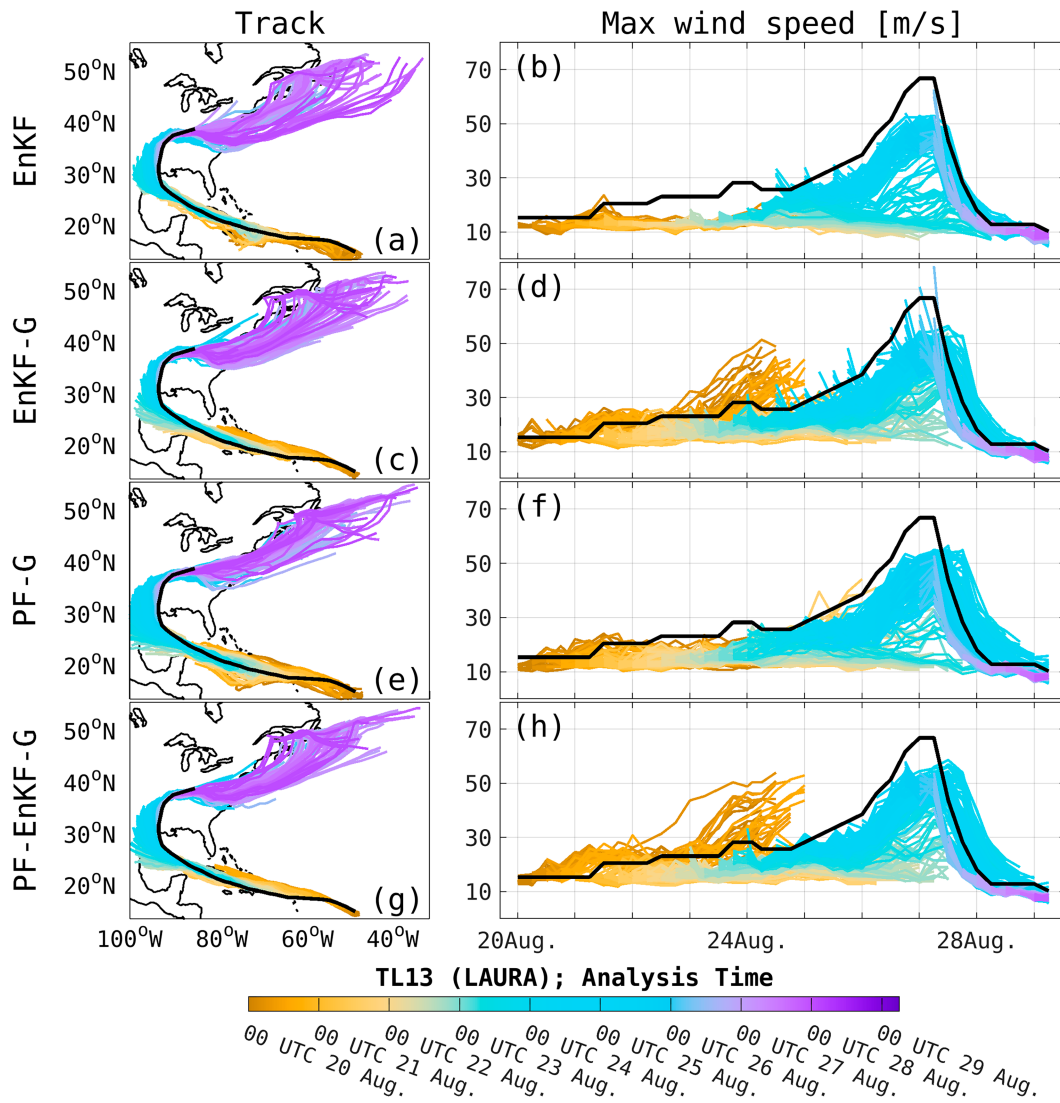 Track
Max wind speed [m/s]
EnKF
50°N
40°N
30°N
20°N
(a)
70
50
30
10
(b)
EnKF-G
50°N
40°N
30°N
20°N
(c)
70
50
30
10
(d)
PF-G
50°N
40°N
30°N
20°N
(e)
70
50
30
10
(f)
PF-EnKF-G
50°N
40°N
30°N
20°N
(g)
70
50
30
10
(h)
100°W 80°W 60°W 40°W
20Aug. 24Aug. 28Aug.
TL13 (LAURA); Analysis Time
00 UTC 20 Aug.
00 UTC 21 Aug.
00 UTC 22 Aug.
00 UTC 23 Aug.
00 UTC 24 Aug.
00 UTC 25 Aug.
00 UTC 26 Aug.
00 UTC 27 Aug.
00 UTC 28 Aug.
00 UTC 29 Aug.